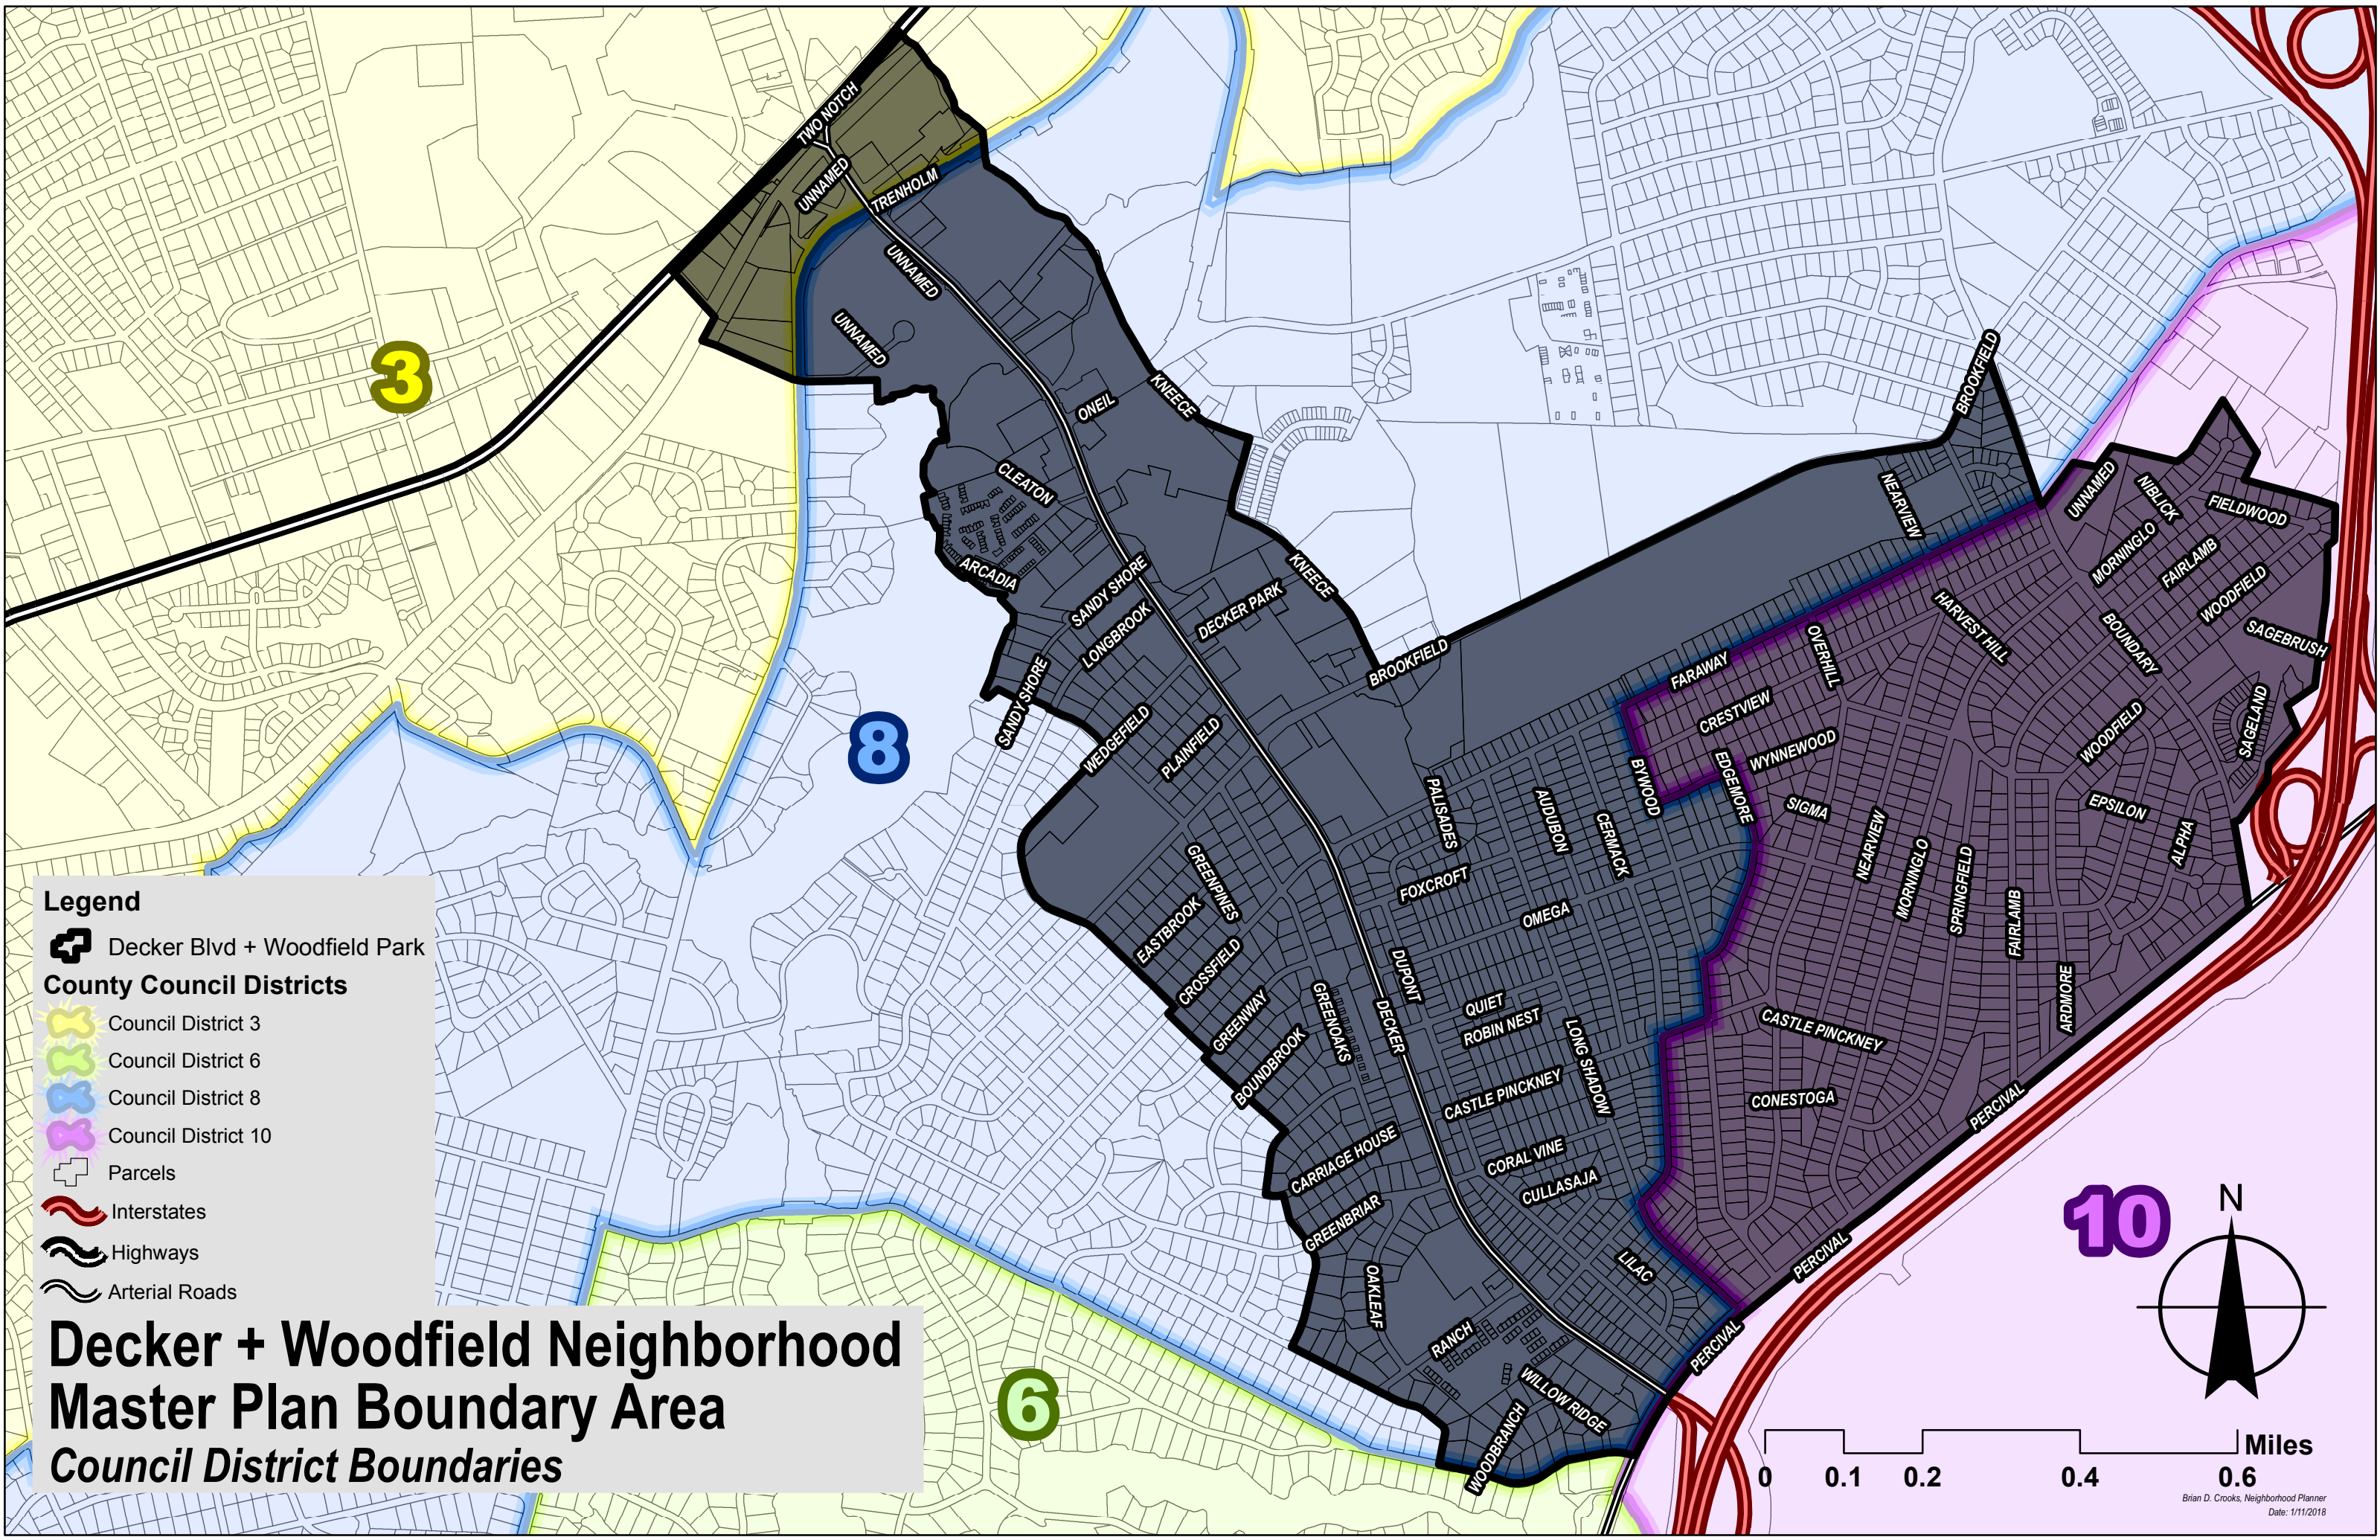 TWO NOTCH
UNNAMED
TRENHOLM
UNNAMED
UNNAMED
3
KNEECE
ONEIL
BROOKFIELD
CLEATON
NEARVIEW
UNNAMED
NIBLICK
FIELDWOOD
ARCADIA
SANDY SHORE
KNEECE
MORNINGLO
FAIRLAMB
LONGBROOK
DECKER PARK
WOODFIELD
HARVEST HILL
BOUNDARY
SAGEBRUSH
BROOKFIELD
FARAWAY
OVERHILL
SANDY SHORE
WEDGEFIELD
PLAINFIELD
CRESTVIEW
WOODFIELD
SAGELAND
8
WYNNEWOOD
BYWOOD
EDGEMORE
PALISADES
AUDUBON
CERMACK
SIGMA
EPSILON
ALPHA
NEARVIEW
MORNINGLO
SPRINGFIELD
FAIRLAMB
GREENPINES
FOXCROFT
OMEGA
EASTBROOK
CROSSFIELD
DUPONT
ARDMORE
GREENWAY
GREENOAKS
DECKER
QUIET
ROBIN NEST
LONG SHADOW
CASTLE PINCKNEY
BOUNDBROOK
CASTLE PINCKNEY
CONESTOGA
PERCIVAL
CARRIAGE HOUSE
CORAL VINE
CULLASAJA
GREENBRIAR
10
PERCIVAL
LILAC
OAKLEAF
RANCH
PERCIVAL
WILLOW RIDGE
WOODBRANCH
6
Legend
Decker Blvd + Woodfield Park
County Council Districts
Council District 3
Council District 6
Council District 8
Council District 10
Parcels
Interstates
Highways
Arterial Roads
Decker + Woodfield Neighborhood
Master Plan Boundary Area
Council District Boundaries
N
Miles
0 0.1 0.2 0.4 0.6
Brian D. Crooks, Neighborhood Planner
Date: 1/11/2018